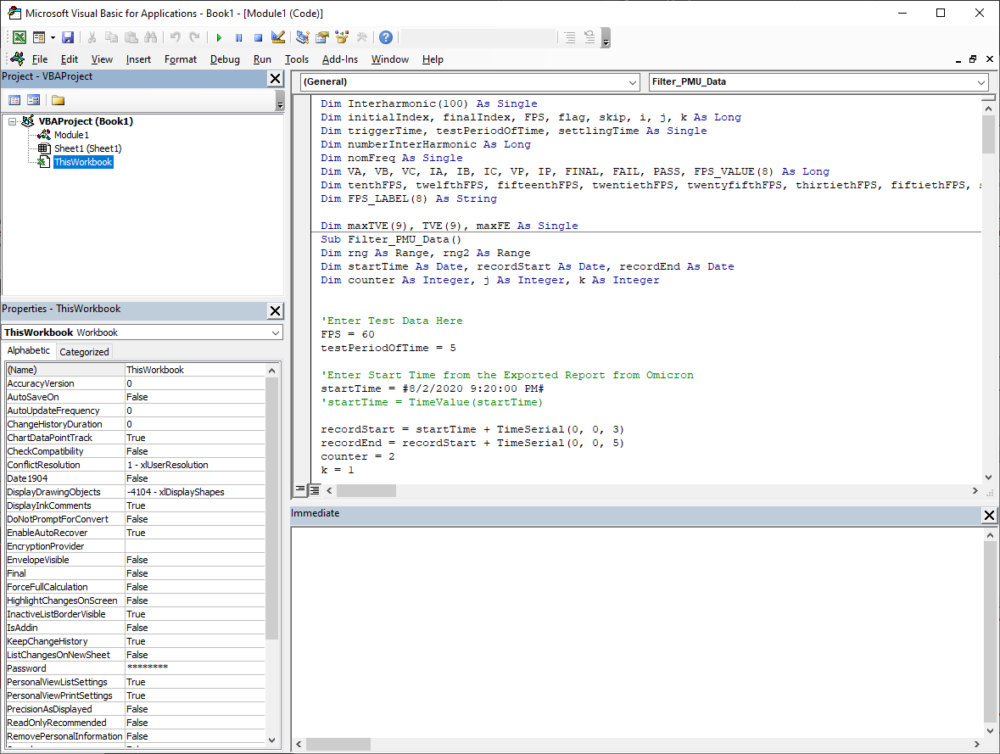 Microsoft Visual Basic for Applications - Book1 - [Module1 (Code)]
File Edit View Insert Format Debug Run Tools Add-Ins Window Help
Project - VBAProject
VBAProject (Book1)
Module1
Sheet1 (Sheet1)
ThisWorkbook
Properties - ThisWorkbook
ThisWorkbook Workbook
Alphabetic Categorized
(Name) ThisWorkbook
AccuracyVersion 0
AutoSaveOn False
AutoUpdateFrequency 0
ChangeHistoryDuration 0
ChartDataPointTrack True
CheckCompatibility False
ConflictResolution 1 - xlUserResolution
Date1904 False
DisplayDrawingObjects -4104 - xlDisplayShapes
DisplayInkComments True
DoNotPromptForConvert False
EnableAutoRecover True
EncryptionProvider
EnvelopeVisible False
Final False
ForceFullCalculation False
HighlightChangesOnScreen False
InactiveListBorderVisible True
IsAddin False
KeepChangeHistory True
ListChangesOnNewSheet False
Password ********
PersonalViewListSettings True
PersonalViewPrintSettings True
PrecisionAsDisplayed False
ReadOnlyRecommended False
RemovePersonalInformation False
(General) Filter_PMU_Data
Dim Interharmonic(100) As Single
Dim initialIndex, finalIndex, FPS, flag, skip, i, j, k As Long
Dim triggerTime, testPeriodOfTime, settlingTime As Single
Dim numberInterHarmonic As Long
Dim nomFreq As Single
Dim VA, VB, VC, IA, IB, IC, VP, IP, FINAL, FAIL, PASS, FPS_VALUE(8) As Long
Dim tenthFPS, twelfthFPS, fifteenthFPS, twentiethFPS, twentyfifthFPS, thirtiethFPS, fiftiethFPS,
Dim FPS_LABEL(8) As String
Dim maxTVE(9), TVE(9), maxFE As Single
Sub Filter_PMU_Data()
Dim rng As Range, rng2 As Range
Dim startTime As Date, recordStart As Date, recordEnd As Date
Dim counter As Integer, j As Integer, k As Integer
'Enter Test Data Here
FPS = 60
testPeriodOfTime = 5
'Enter Start Time from the Exported Report from Omicron
startTime = #8/2/2020 9:20:00 PM#
'startTime = TimeValue(startTime)
recordStart = startTime + TimeSerial(0, 0, 3)
recordEnd = recordStart + TimeSerial(0, 0, 5)
counter = 2
k = 1
Immediate